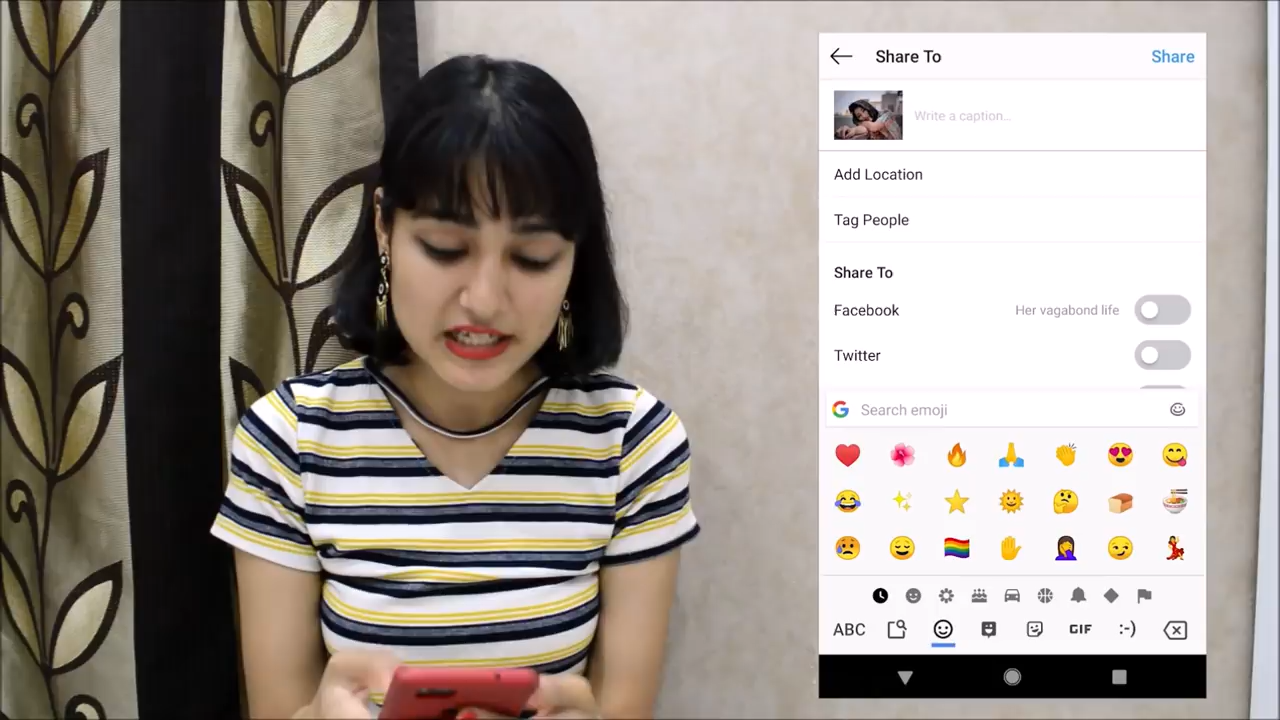 Share To
Share
Write a caption...
Add Location
Tag People
Share To
Facebook
Her vagabond life
Twitter
Search emoji
ABC
GIF
:-)